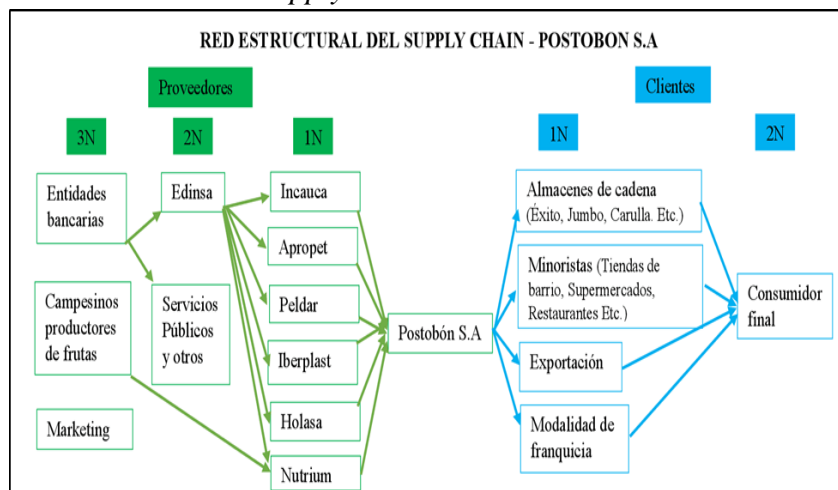 RED ESTRUCTURAL DEL SUPPLY CHAIN - POSTOBON S.A
Proveedores
Clientes
3N
2N
1N
1N
2N
Entidades
bancarias
Campesinos
productores
de frutas
Marketing
Edinsa
Servicios
Públicos
y otros
Incauca
Apropet
Peldar
Iberplast
Holasa
Nutrium
Postobón S.A
Almacenes de cadena
(Éxito, Jumbo, Carulla. Etc.)
Minoristas (Tiendas de
barrio, Supermercados,
Restaurantes Etc.)
Exportación
Modalidad de
franquicia
Consumidor
final